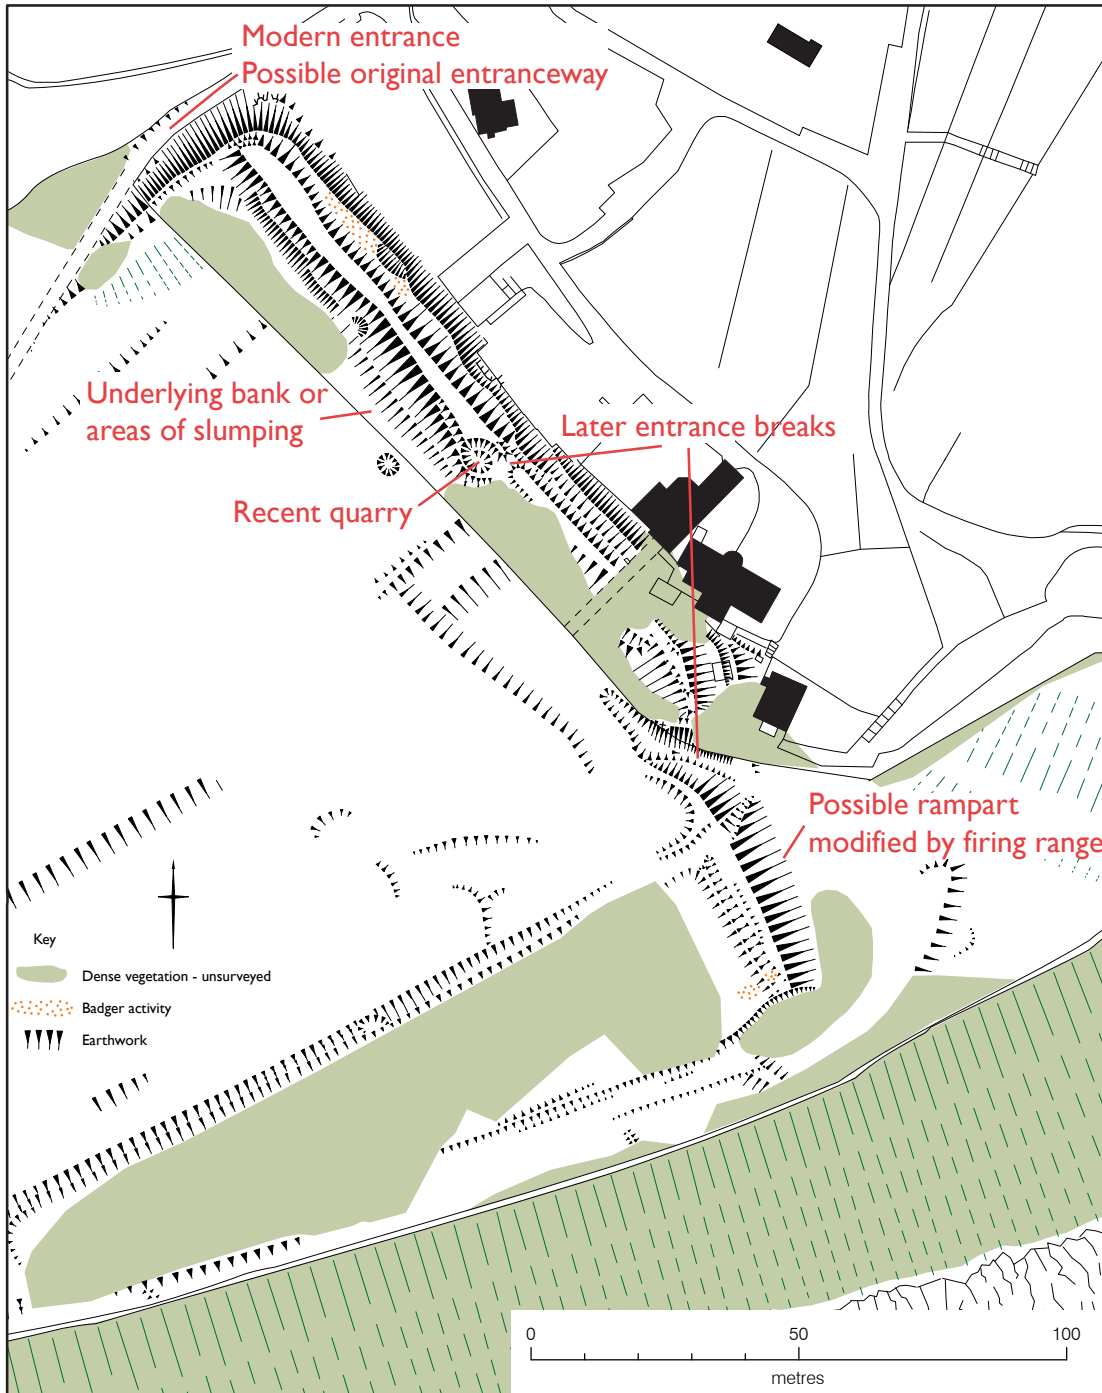 Modern entrance
Possible original entranceway
Underlying bank or
areas of slumping
Later entrance breaks
Recent quarry
Possible rampart
modified by firing range
Key
Dense vegetation - unsurveyed
Badger activity
Earthwork
0 50 100
metres